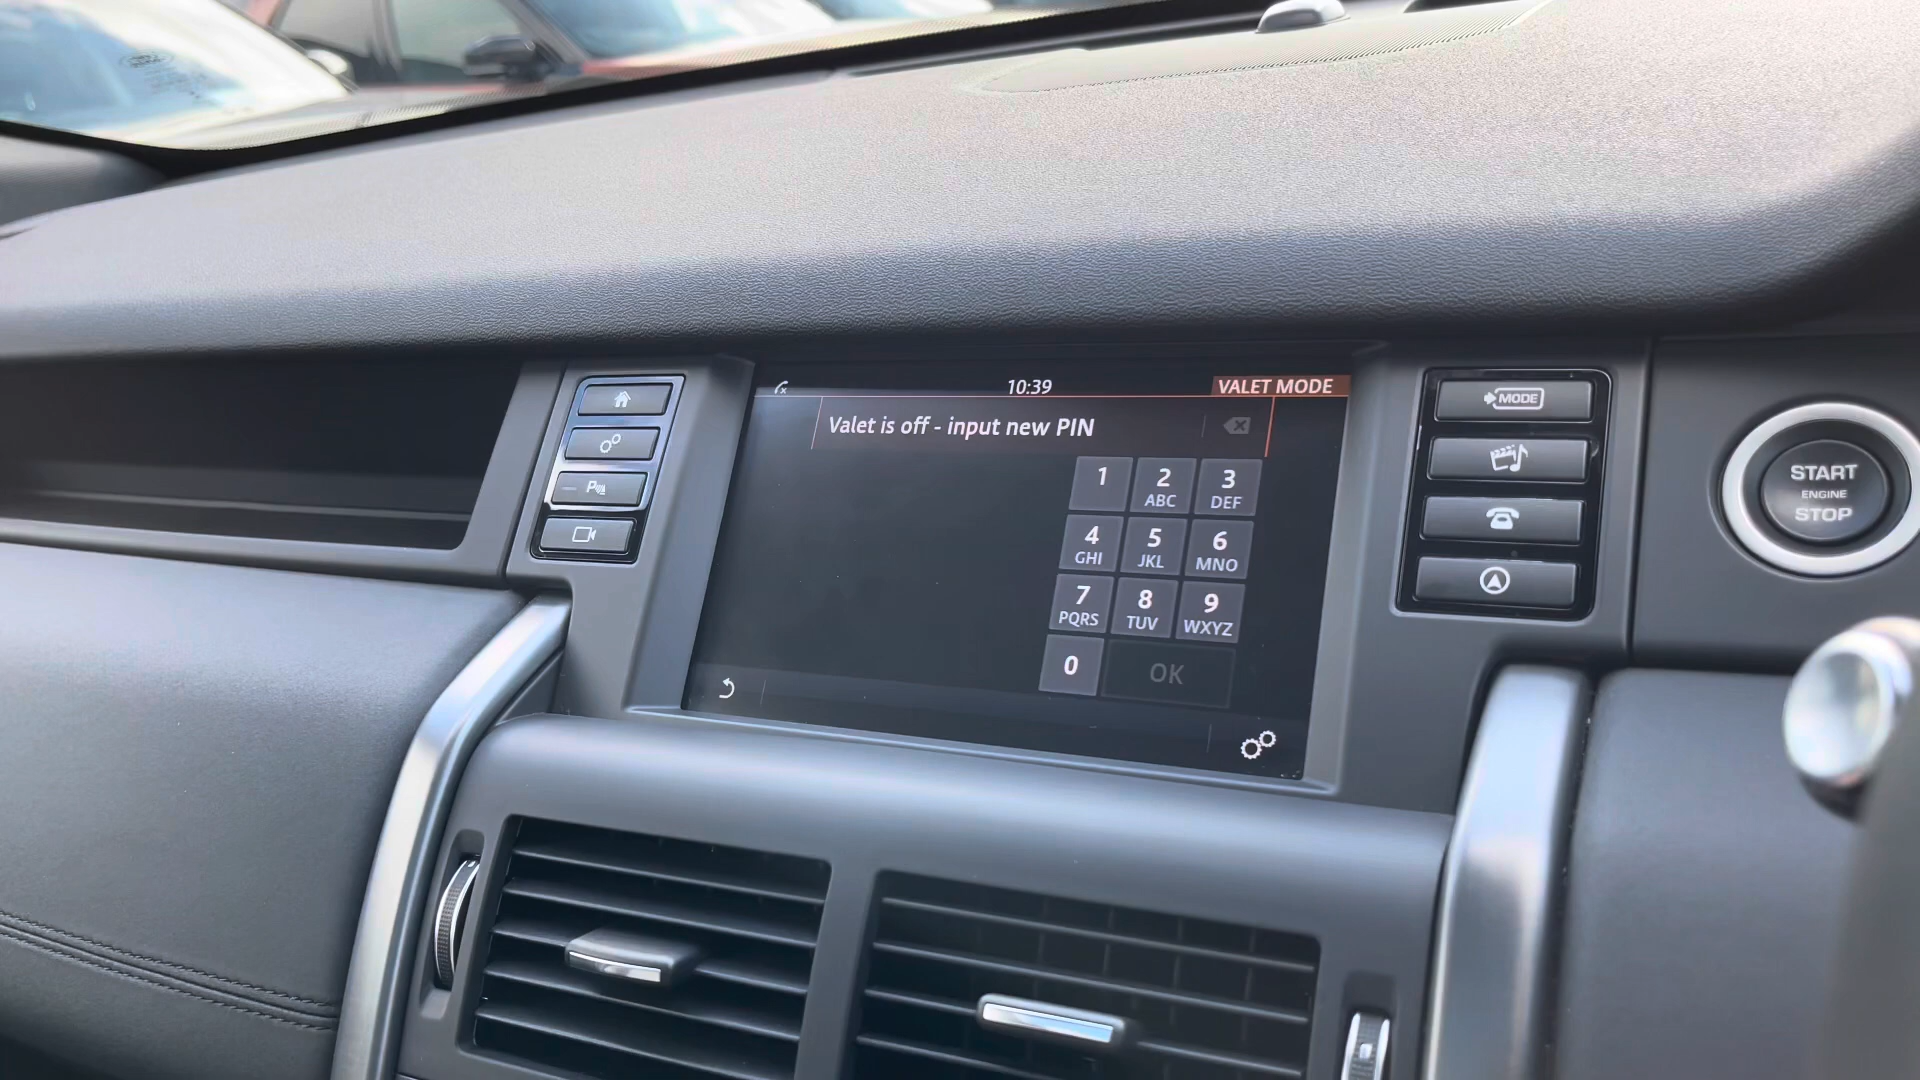 10:39
VALET MODE
Valet is off - input new PIN
1
2
ABC
3
DEF
4
GHI
5
JKL
6
MNO
7
PQRS
8
TUV
9
WXYZ
0
OK
P
MODE
START
ENGINE
STOP